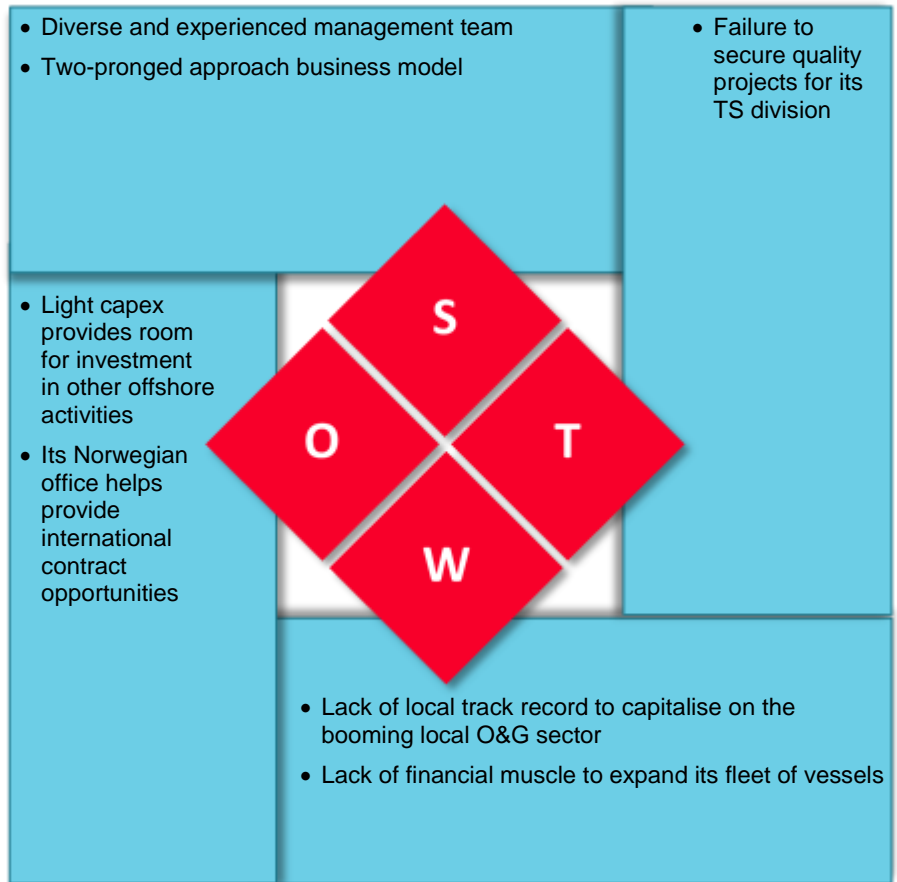 • Diverse and experienced management team
• Two-pronged approach business model
• Failure to
secure quality
projects for its
TS division
• Light capex
provides room
for investment
in other offshore
activities
• Its Norwegian
office helps
provide
international
contract
opportunities
S
O
T
W
• Lack of local track record to capitalise on the
booming local O&G sector
• Lack of financial muscle to expand its fleet of vessels